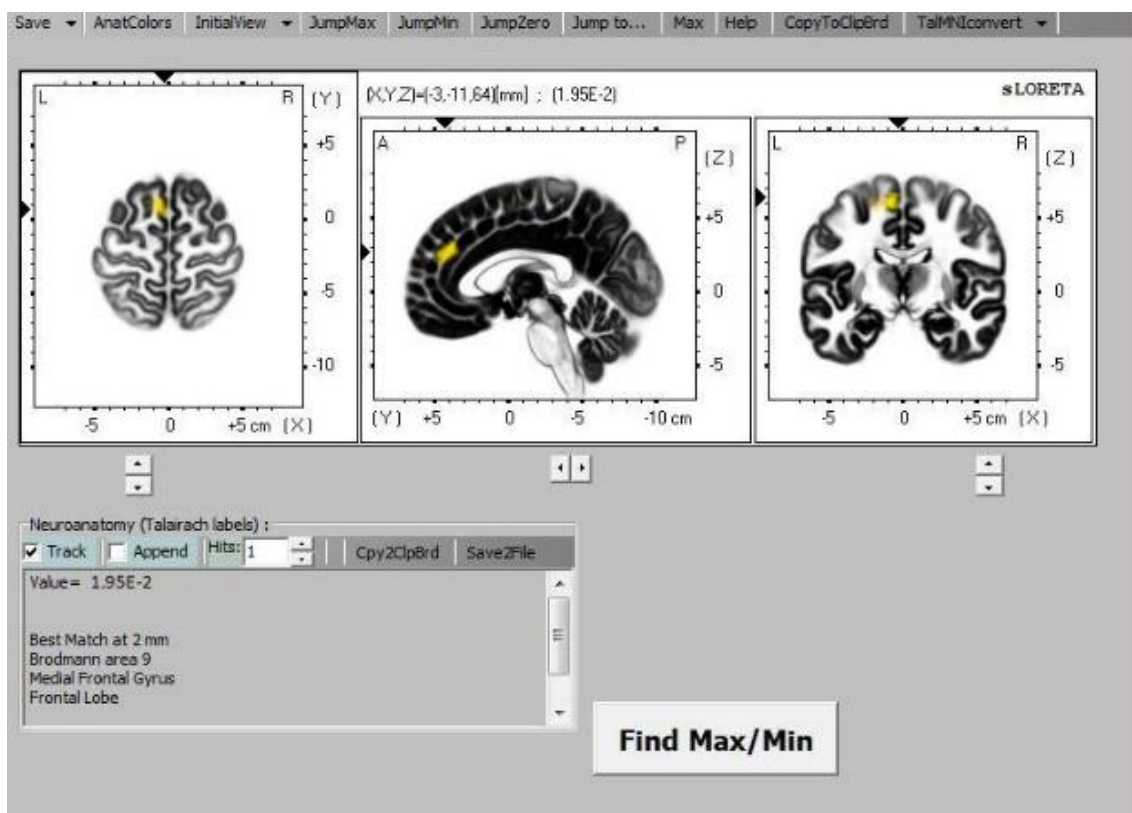 Save AnatColors InitialView JumpMax JumpMin JumpZero Jump to... Max Help CopyToClpBrd TalMNIconvert
L R (Y)
+5
0
-5
-10
-5 0 +5 cm (X)
(X,Y,Z)=(-3,-11,64)[mm] ; (1.95E-2)
sLORETA
A P (Z)
+5
0
-5
(Y) +5 0 -5 -10 cm
L R (Z)
+5
0
-5
-5 0 +5 cm (X)
Neuroanatomy (Talairach labels) :
Track Append Hits: 1 Cpy2ClpBrd Save2File
Value= 1.95E-2
Best Match at 2 mm
Brodmann area 9
Medial Frontal Gyrus
Frontal Lobe
Find Max/Min